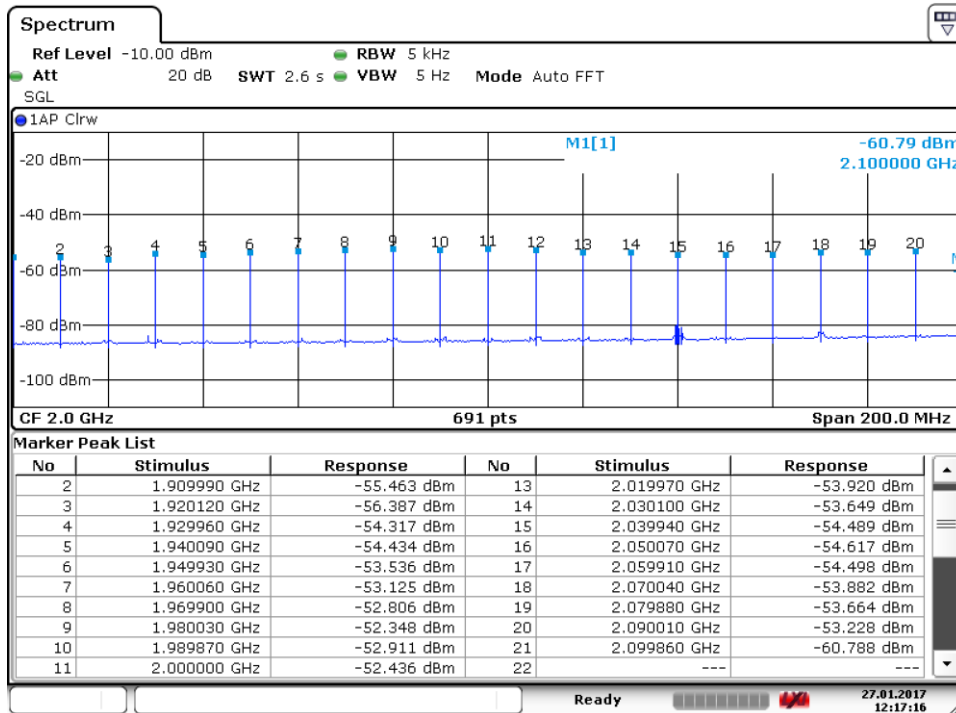 Spectrum
Ref Level -10.00 dBm RBW 5 kHz
Att 20 dB SWT 2.6 s VBW 5 Hz Mode Auto FFT
SGL
1AP Clrw
M1[1] -60.79 dBm
2.100000 GHz
-20 dBm
-40 dBm
2 3 4 5 6 7 8 9 10 11 12 13 14 15 16 17 18 19 20
-60 dBm
-80 dBm
-100 dBm
CF 2.0 GHz 691 pts Span 200.0 MHz
Marker Peak List
No Stimulus Response No Stimulus Response
2 1.909990 GHz -55.463 dBm 13 2.019970 GHz -53.920 dBm
3 1.920120 GHz -56.387 dBm 14 2.030100 GHz -53.649 dBm
4 1.929960 GHz -54.317 dBm 15 2.039940 GHz -54.489 dBm
5 1.940090 GHz -54.434 dBm 16 2.050070 GHz -54.617 dBm
6 1.949930 GHz -53.536 dBm 17 2.059910 GHz -54.498 dBm
7 1.960060 GHz -53.125 dBm 18 2.070040 GHz -53.882 dBm
8 1.969900 GHz -52.806 dBm 19 2.079880 GHz -53.664 dBm
9 1.980030 GHz -52.348 dBm 20 2.090010 GHz -53.228 dBm
10 1.989870 GHz -52.911 dBm 21 2.099860 GHz -60.788 dBm
11 2.000000 GHz -52.436 dBm 22 --- ---
Ready 27.01.2017
12:17:16